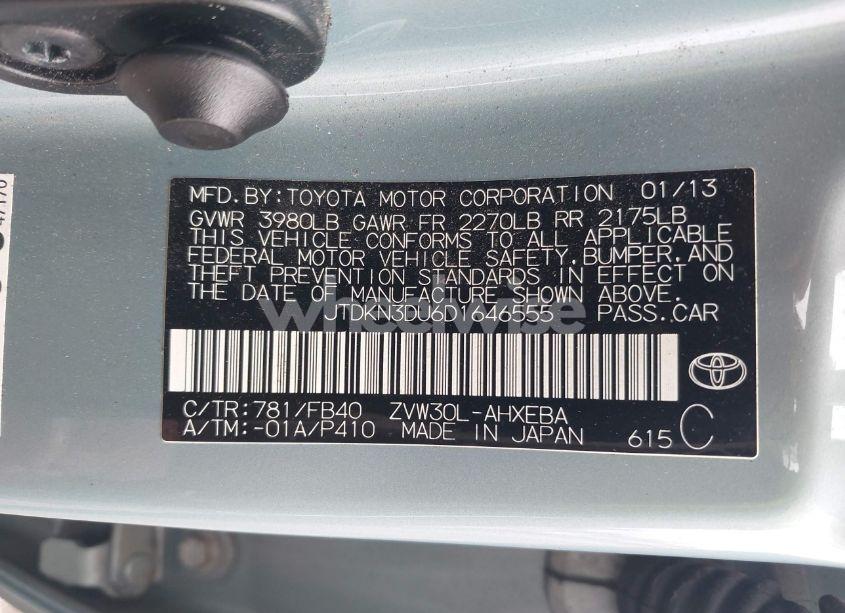 MFD.BY:TOYOTA MOTOR CORPORATION 01/13
GVWR 3980LB GAWR FR 2270LB RR 2175LB
THIS VEHICLE CONFORMS TO ALL APPLICABLE
FEDERAL MOTOR VEHICLE SAFETY,BUMPER,AND
THEFT PREVENTION STANDARDS IN EFFECT ON
THE DATE OF MANUFACTURE SHOWN ABOVE.
JTDKN3DU6D1646555 PASS.CAR
wheelwise
C/TR:781/FB40 ZVW30L-AHXEBA
A/TM:-01A/P410 MADE IN JAPAN 615 C